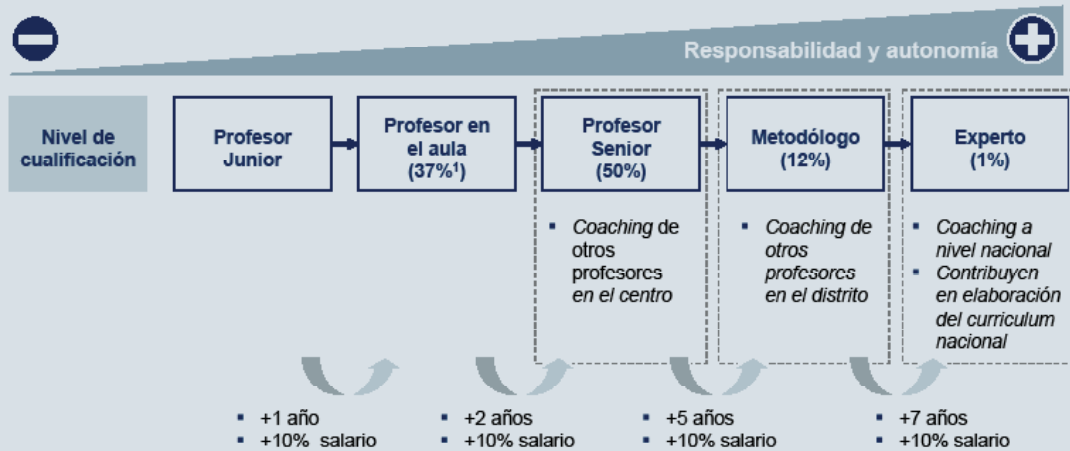 Responsabilidad y autonomía
Nivel de
cualificación
Profesor
Junior
Profesor en
el aula
(37%¹)
Profesor
Senior
(50%)
Metodólogo
(12%)
Experto
(1%)
▪ Coaching de
otros
profesores
en el centro
▪ Coaching de
otros
profesores
en el distrito
▪ Coaching a
nivel nacional
▪ Contribuyen
en elaboración
del curriculum
nacional
▪ +1 año
▪ +10% salario
▪ +2 años
▪ +10% salario
▪ +5 años
▪ +10% salario
▪ +7 años
▪ +10% salario